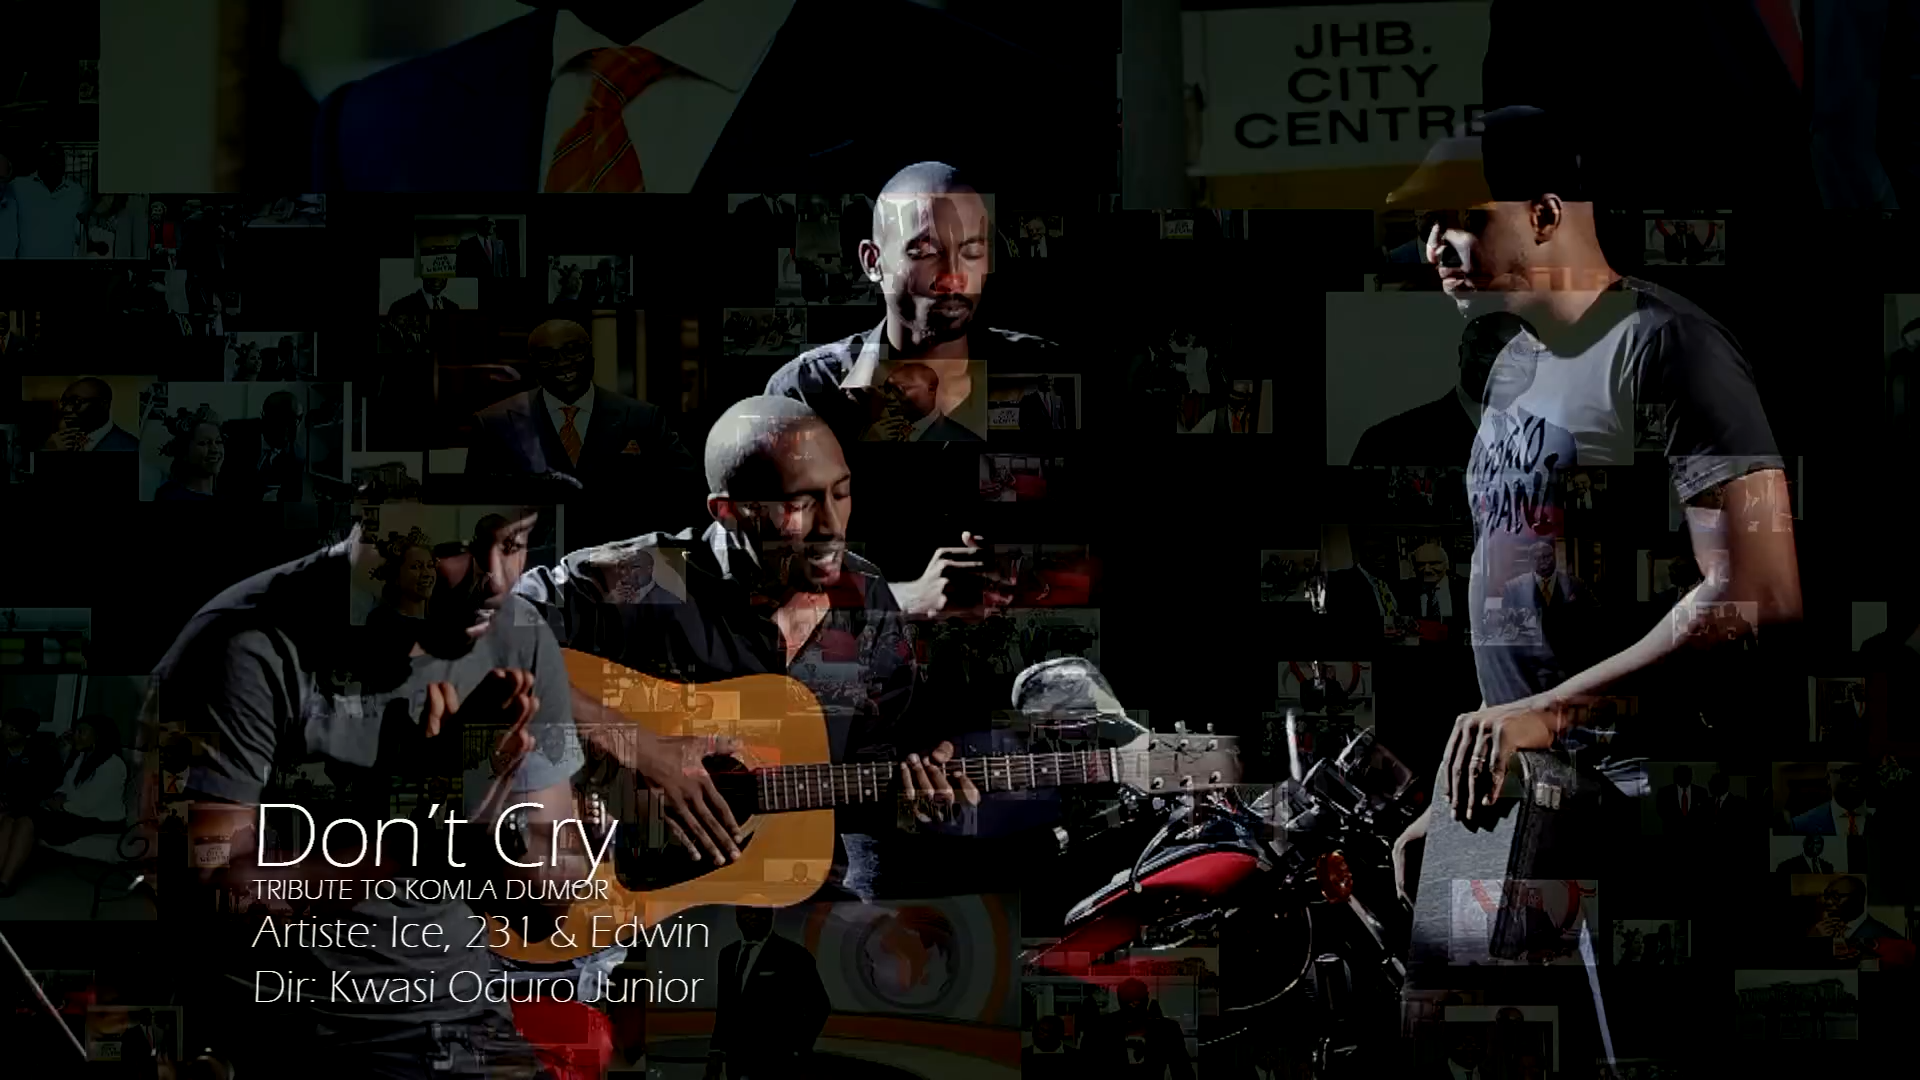 JHB.
CITY
CENTRE
Don't Cry
TRIBUTE TO KOMLA DUMOR
Artiste: Ice, 231 & Edwin
Dir: Kwasi Oduro Junior